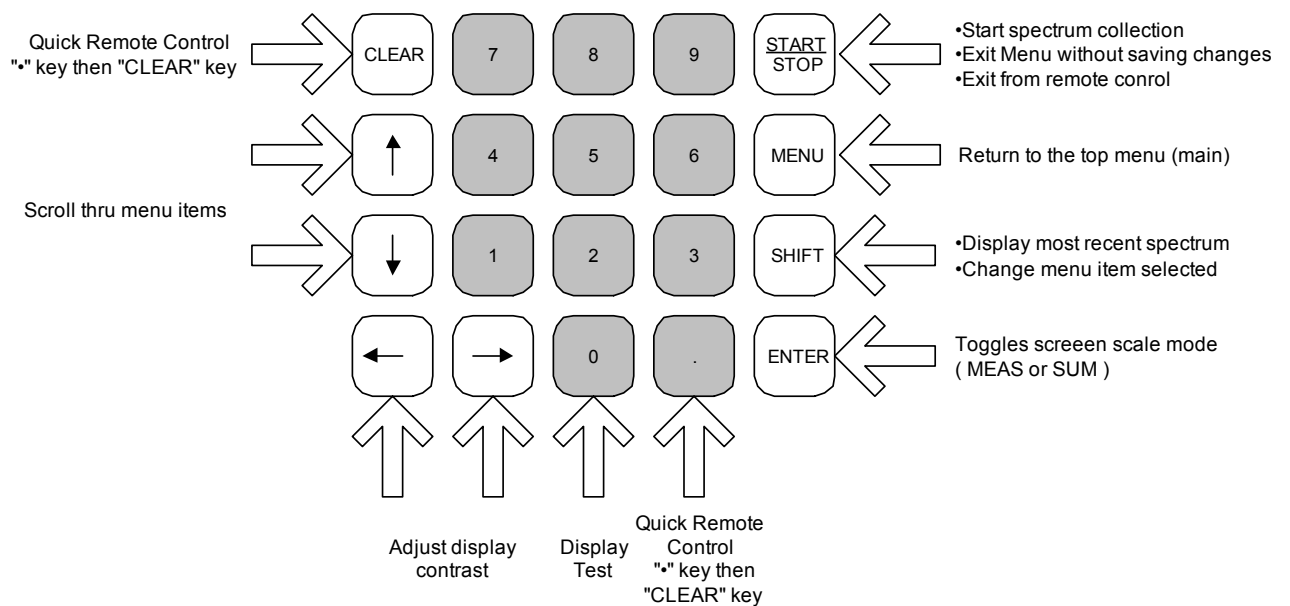 Quick Remote Control
"•" key then "CLEAR" key
CLEAR
7
8
9
START
STOP
•Start spectrum collection
•Exit Menu without saving changes
•Exit from remote conrol
4
5
6
MENU
Return to the top menu (main)
Scroll thru menu items
1
2
3
SHIFT
•Display most recent spectrum
•Change menu item selected
0
.
ENTER
Toggles screeen scale mode
( MEAS or SUM )
Adjust display
contrast
Display
Test
Quick Remote
Control
"•" key then
"CLEAR" key